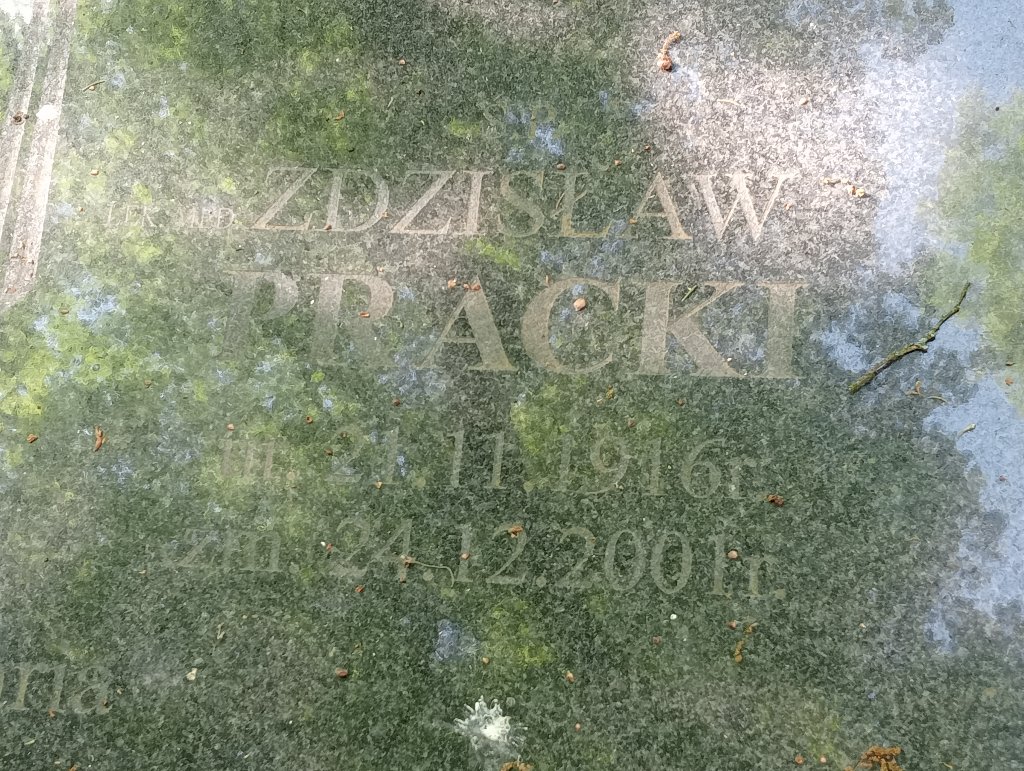 Ś.P.
LEK. MED. ZDZISŁAW
PRACKI
ur. 21.11.1916r.
zm. 24.12.2001r.